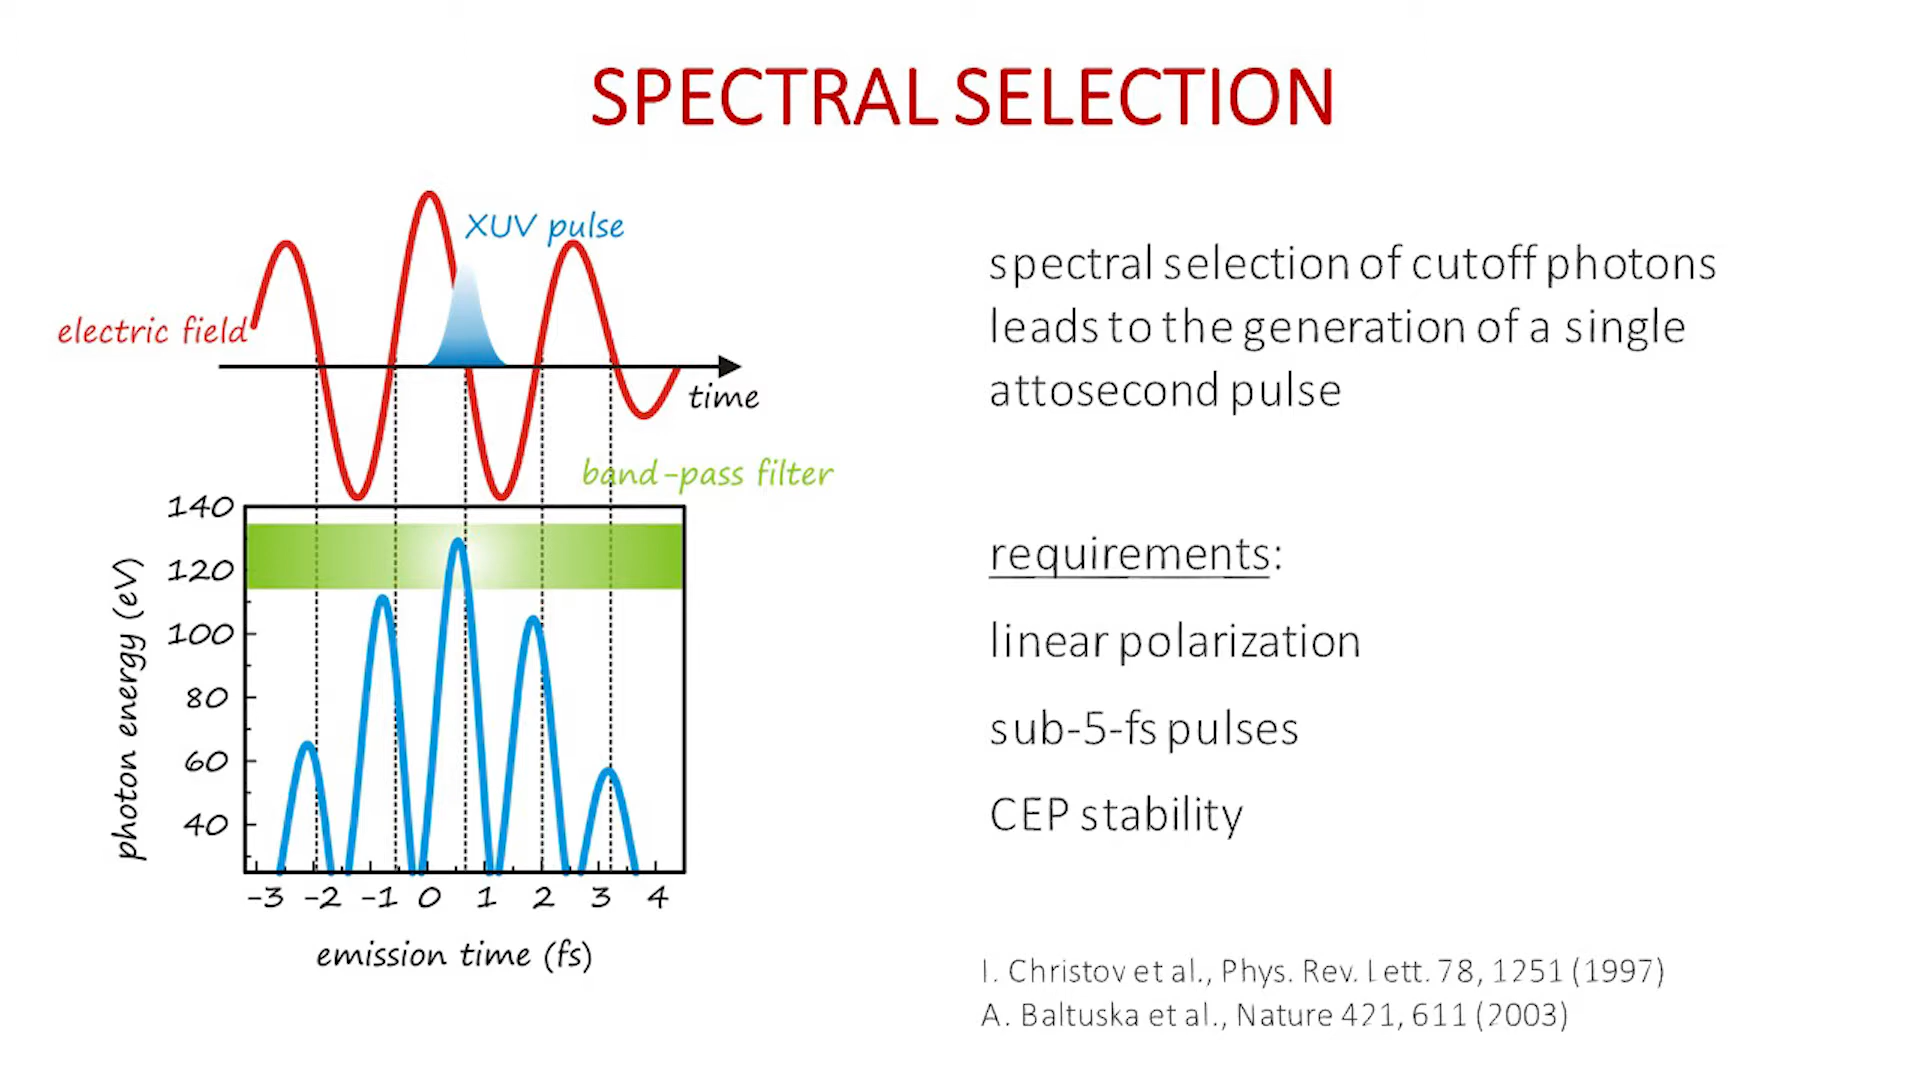 SPECTRAL SELECTION
XUV pulse
electric field
time
band-pass filter
140
120
100
80
60
40
photon energy (eV)
-3 -2 -1 0 1 2 3 4
emission time (fs)
spectral selection of cutoff photons
leads to the generation of a single
attosecond pulse
requirements:
linear polarization
sub-5-fs pulses
CEP stability
I. Christov et al., Phys. Rev. Lett. 78, 1251 (1997)
A. Baltuska et al., Nature 421, 611 (2003)